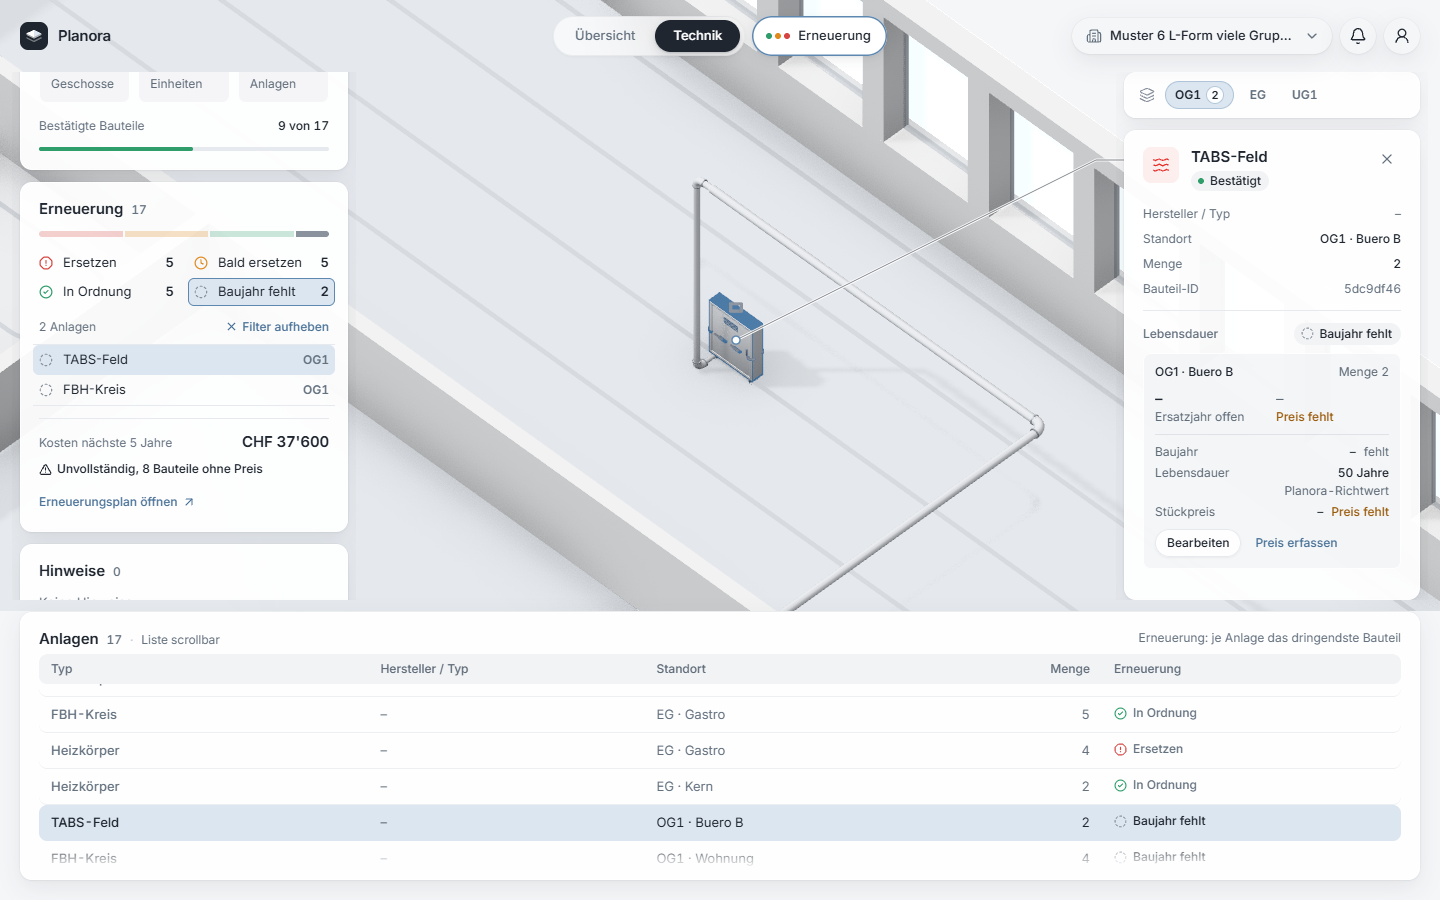 Planora
Übersicht
Technik
Erneuerung
Muster 6 L-Form viele Grup...
Geschosse
Einheiten
Anlagen
Bestätigte Bauteile
9 von 17
Erneuerung 17
Ersetzen 5
Bald ersetzen 5
In Ordnung 5
Baujahr fehlt 2
2 Anlagen
Filter aufheben
TABS-Feld OG1
FBH-Kreis OG1
Kosten nächste 5 Jahre CHF 37'600
Unvollständig, 8 Bauteile ohne Preis
Erneuerungsplan öffnen
Hinweise 0
OG1 2
EG
UG1
TABS-Feld
Bestätigt
Hersteller / Typ –
Standort OG1 · Buero B
Menge 2
Bauteil-ID 5dc9df46
Lebensdauer Baujahr fehlt
OG1 · Buero B Menge 2
– –
Ersatzjahr offen Preis fehlt
Baujahr – fehlt
Lebensdauer 50 Jahre
Planora-Richtwert
Stückpreis – Preis fehlt
Bearbeiten Preis erfassen
Anlagen 17 · Liste scrollbar
Erneuerung: je Anlage das dringendste Bauteil
Typ Hersteller / Typ Standort Menge Erneuerung
FBH-Kreis – EG · Gastro 5 In Ordnung
Heizkörper – EG · Gastro 4 Ersetzen
Heizkörper – EG · Kern 2 In Ordnung
TABS-Feld – OG1 · Buero B 2 Baujahr fehlt
FBH-Kreis – OG1 · Wohnung 4 Baujahr fehlt